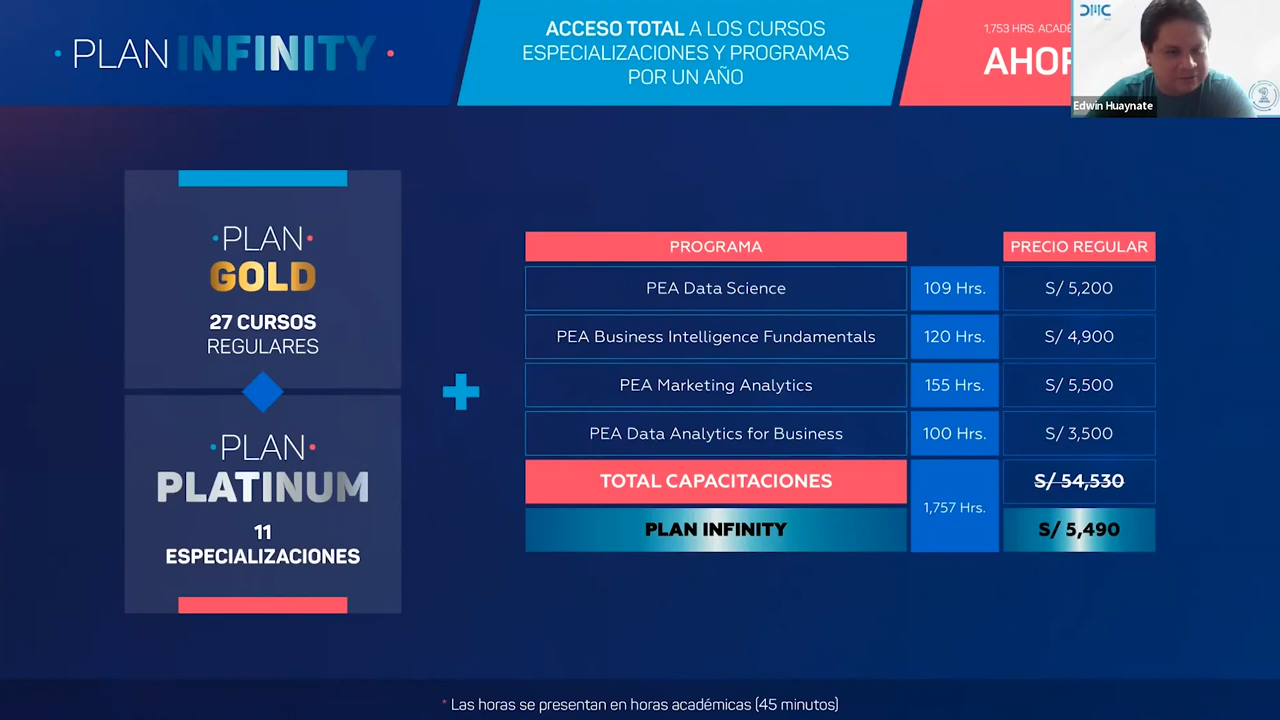 PLAN INFINITY
ACCESO TOTAL A LOS CURSOS
ESPECIALIZACIONES Y PROGRAMAS
POR UN AÑO
1,753 HRS.
DMC
Edwin Huaynate
PLAN
GOLD
27 CURSOS
REGULARES
PLAN
PLATINUM
11
ESPECIALIZACIONES
PROGRAMA PRECIO REGULAR
PEA Data Science 109 Hrs. S/ 5,200
PEA Business Intelligence Fundamentals 120 Hrs. S/ 4,900
PEA Marketing Analytics 155 Hrs. S/ 5,500
PEA Data Analytics for Business 100 Hrs. S/ 3,500
TOTAL CAPACITACIONES S/ 54,530
1,757 Hrs.
PLAN INFINITY S/ 5,490
* Las horas se presentan en horas académicas (45 minutos)